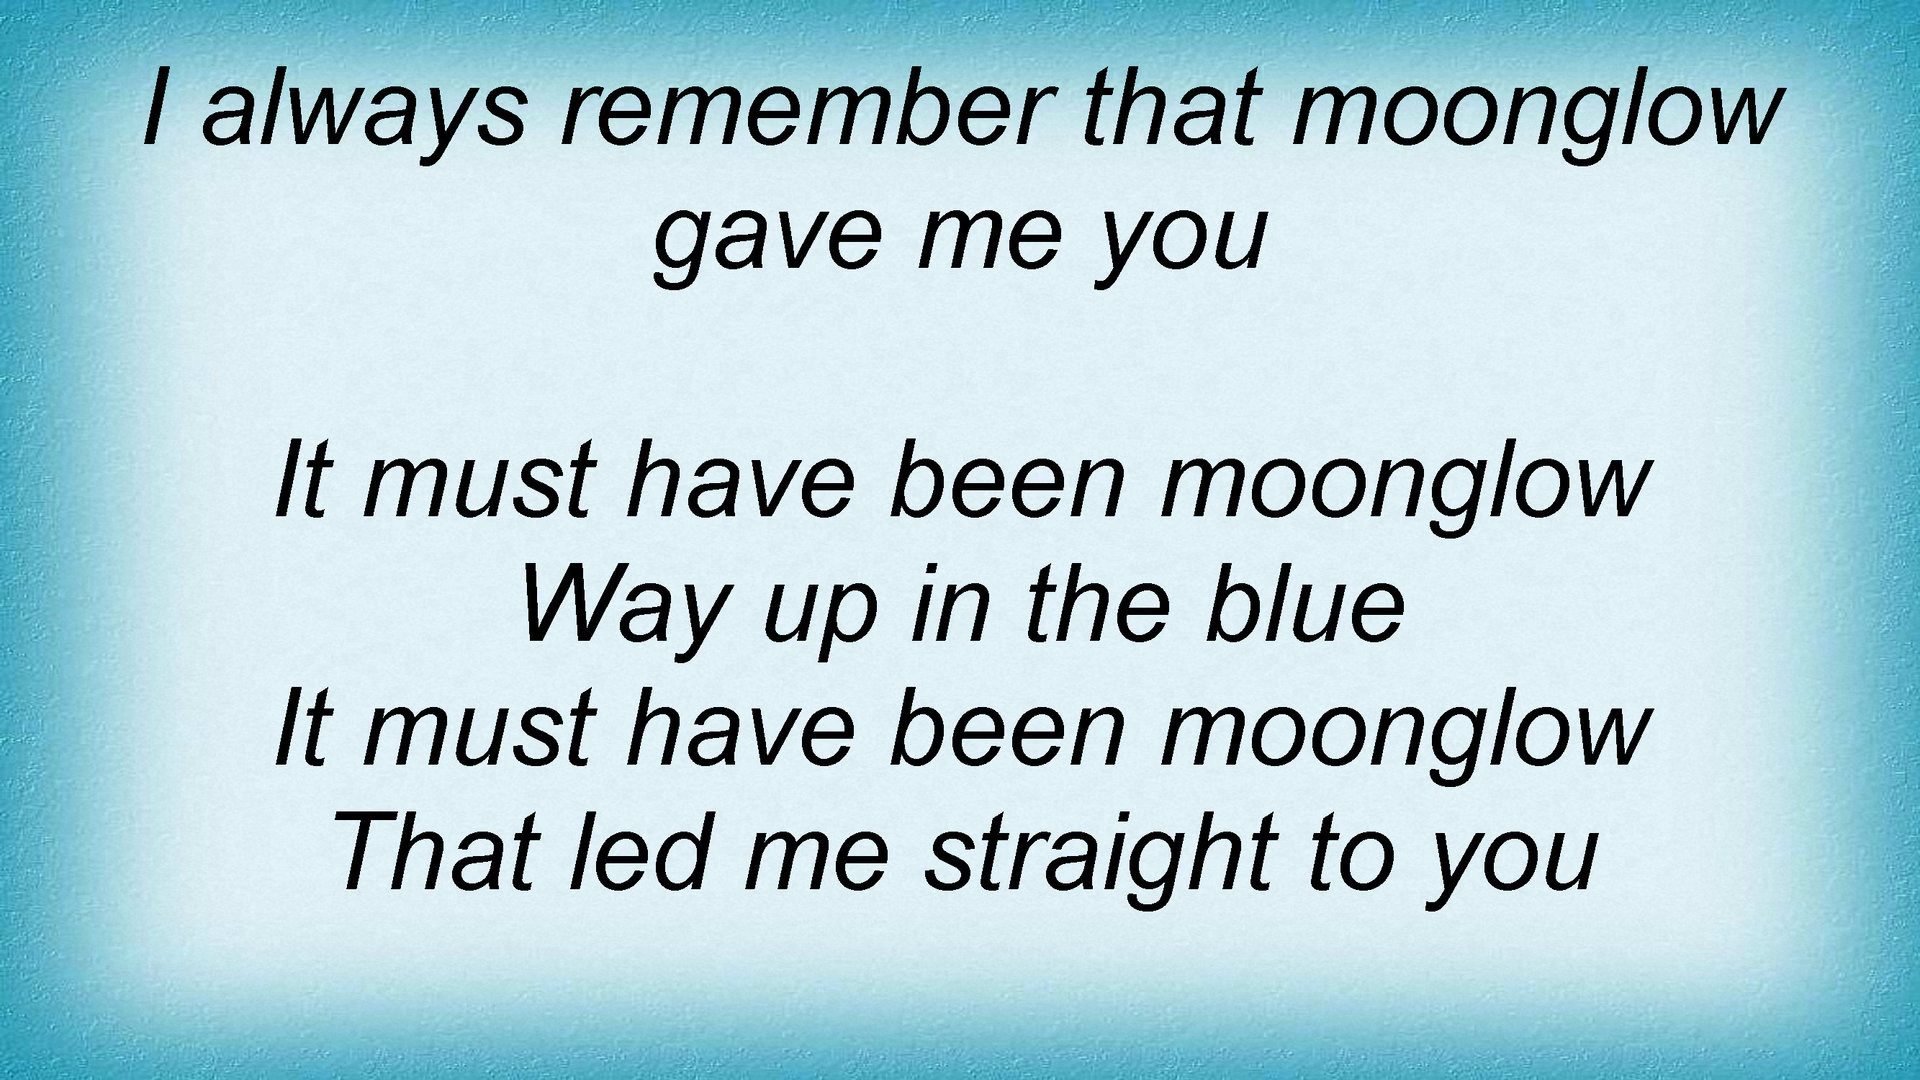 I always remember that moonglow
gave me you
It must have been moonglow
Way up in the blue
It must have been moonglow
That led me straight to you